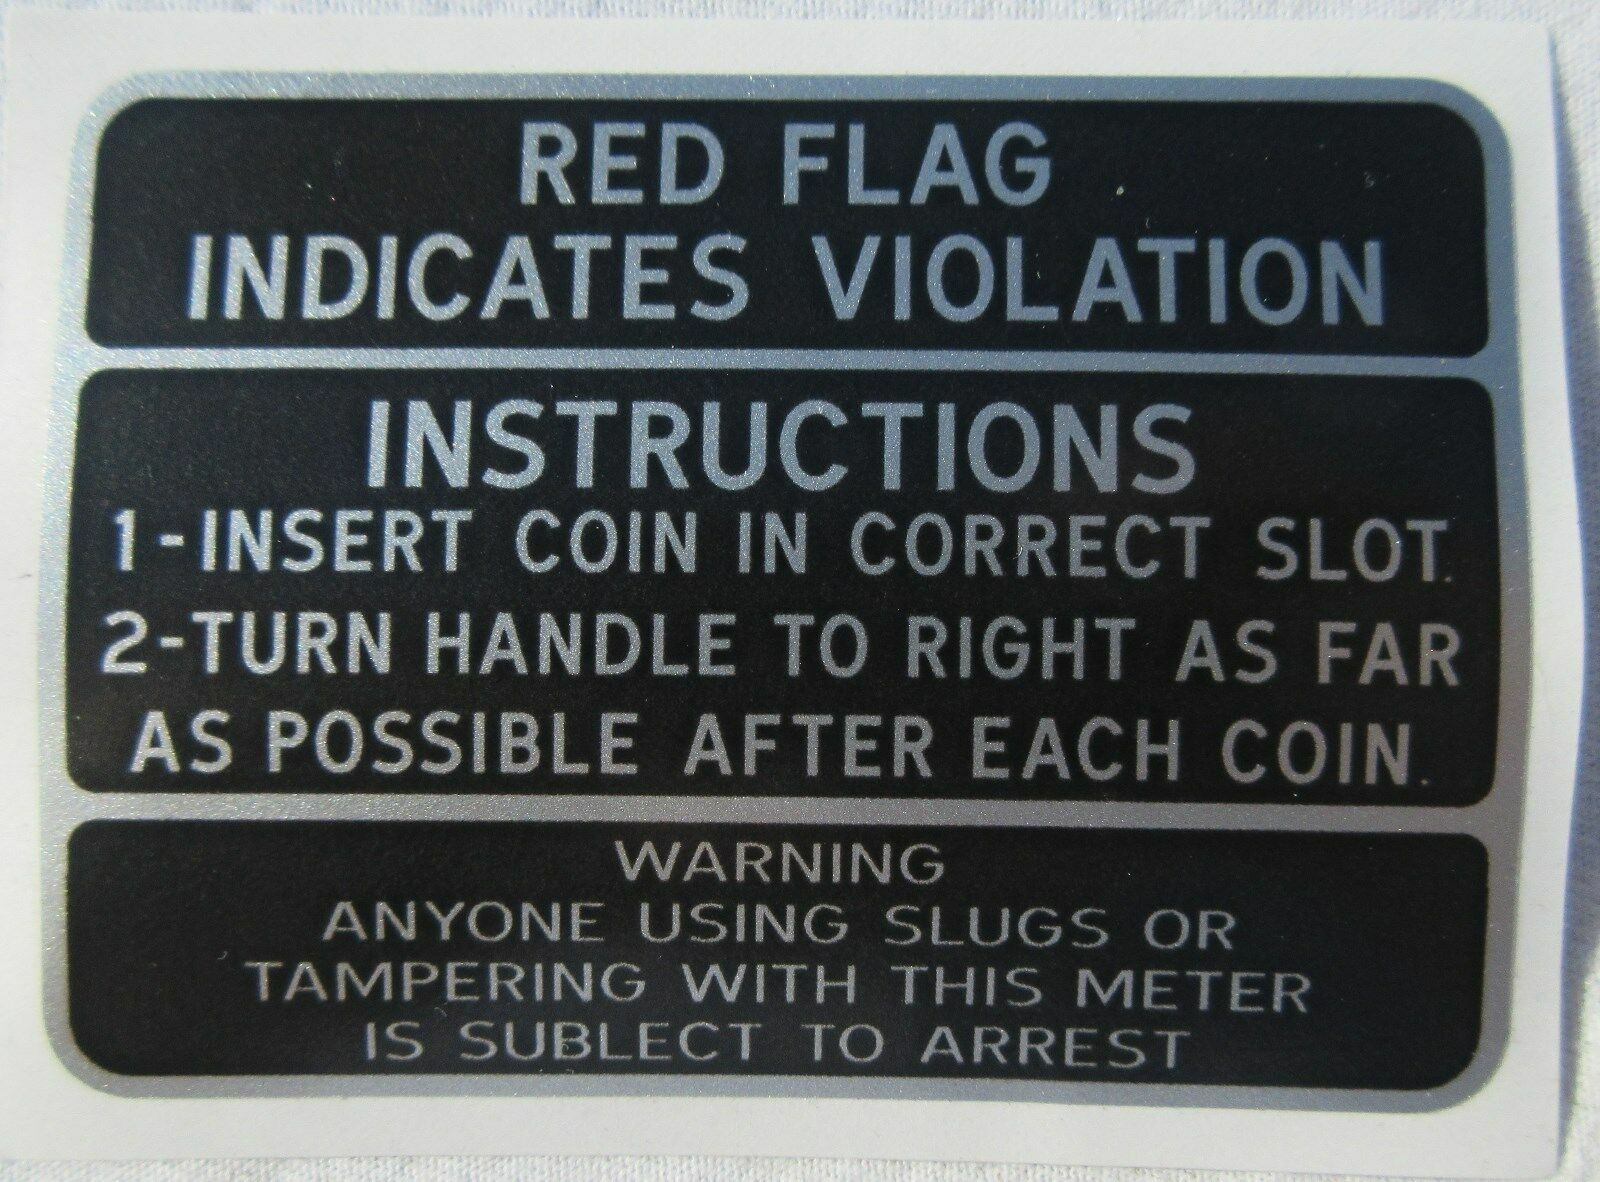 RED FLAG
INDICATES VIOLATION
INSTRUCTIONS
1-INSERT COIN IN CORRECT SLOT.
2-TURN HANDLE TO RIGHT AS FAR
AS POSSIBLE AFTER EACH COIN.
WARNING
ANYONE USING SLUGS OR
TAMPERING WITH THIS METER
IS SUBLECT TO ARREST